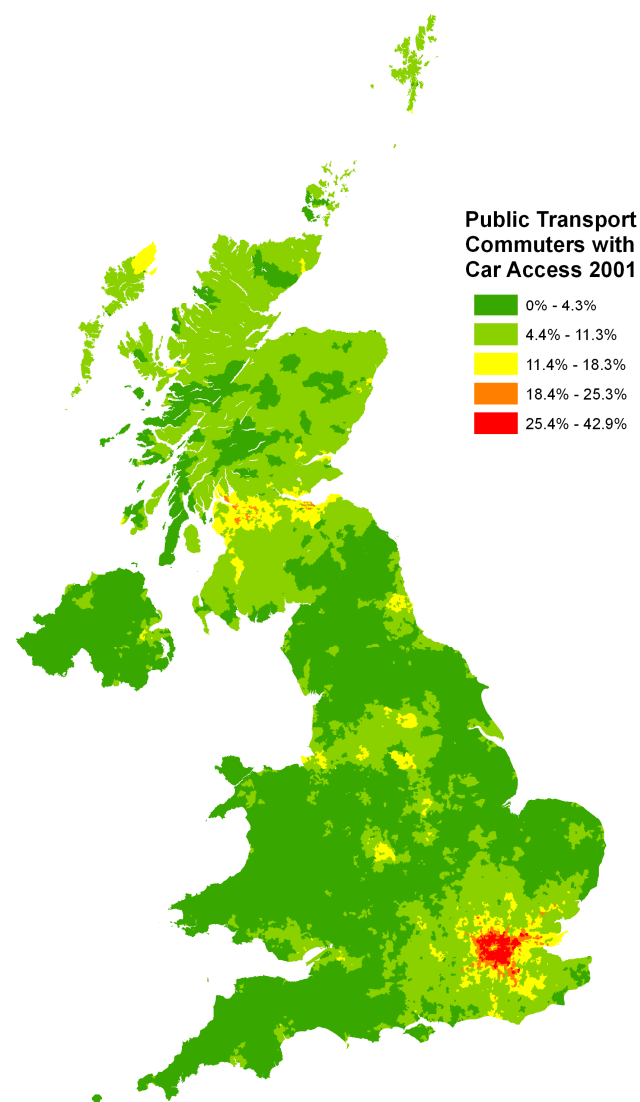 Public Transport
Commuters with
Car Access 2001
0% - 4.3%
4.4% - 11.3%
11.4% - 18.3%
18.4% - 25.3%
25.4% - 42.9%